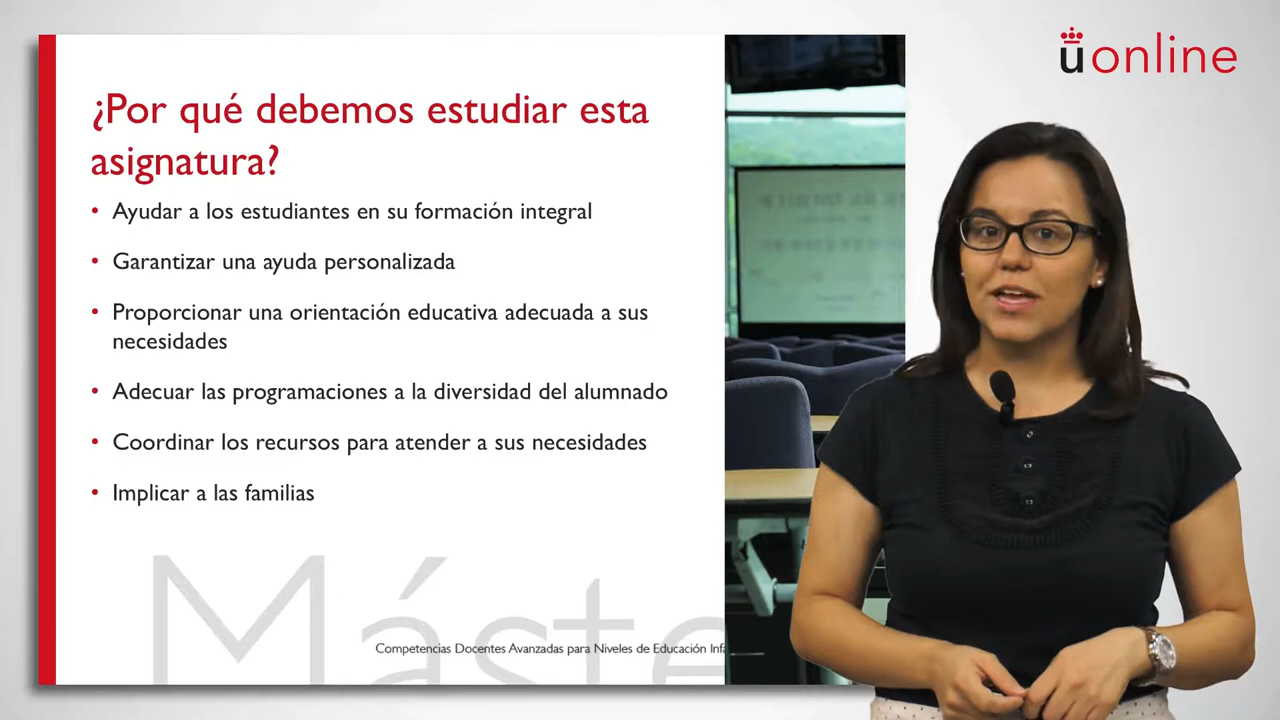 ¿Por qué debemos estudiar esta
asignatura?
• Ayudar a los estudiantes en su formación integral
• Garantizar una ayuda personalizada
• Proporcionar una orientación educativa adecuada a sus
necesidades
• Adecuar las programaciones a la diversidad del alumnado
• Coordinar los recursos para atender a sus necesidades
• Implicar a las familias
Máste
Competencias Docentes Avanzadas para Niveles de Educación Infa
uonline